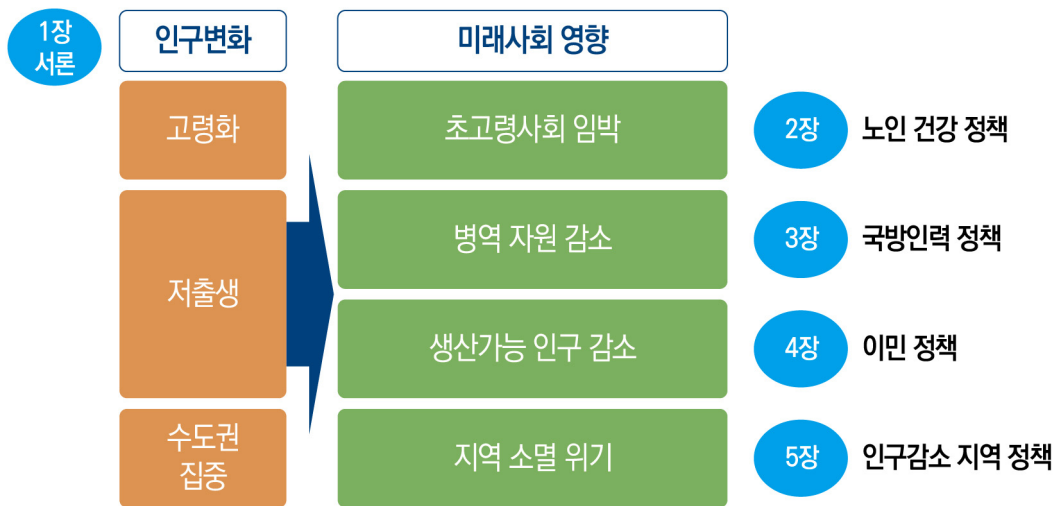 1장
서론
인구변화
미래사회 영향
고령화
초고령사회 임박
2장
노인 건강 정책
저출생
병역 자원 감소
3장
국방인력 정책
생산가능 인구 감소
4장
이민 정책
수도권
집중
지역 소멸 위기
5장
인구감소 지역 정책